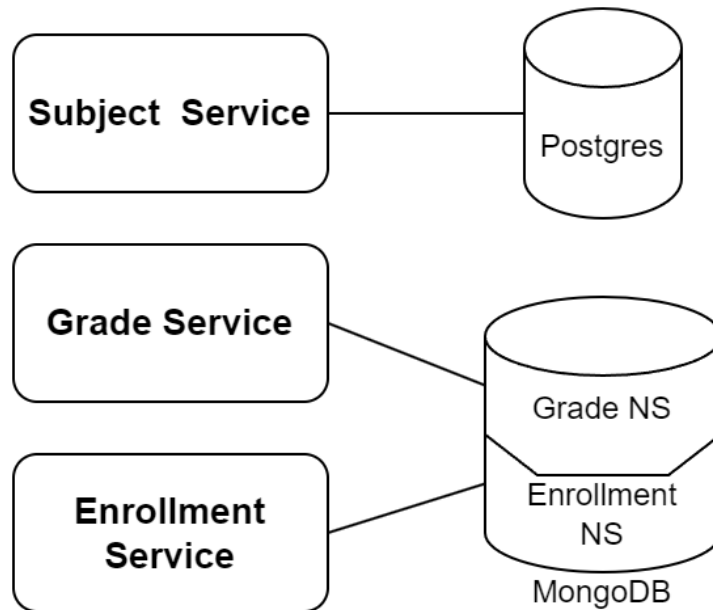 Subject  Service
Postgres
Grade Service
Grade NS
Enrollment
Service
Enrollment
NS
MongoDB